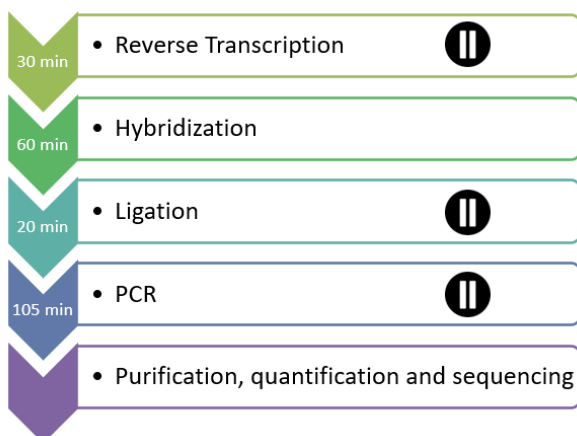 • Reverse Transcription
30 min
• Hybridization
60 min
• Ligation
20 min
• PCR
105 min
• Purification, quantification and sequencing